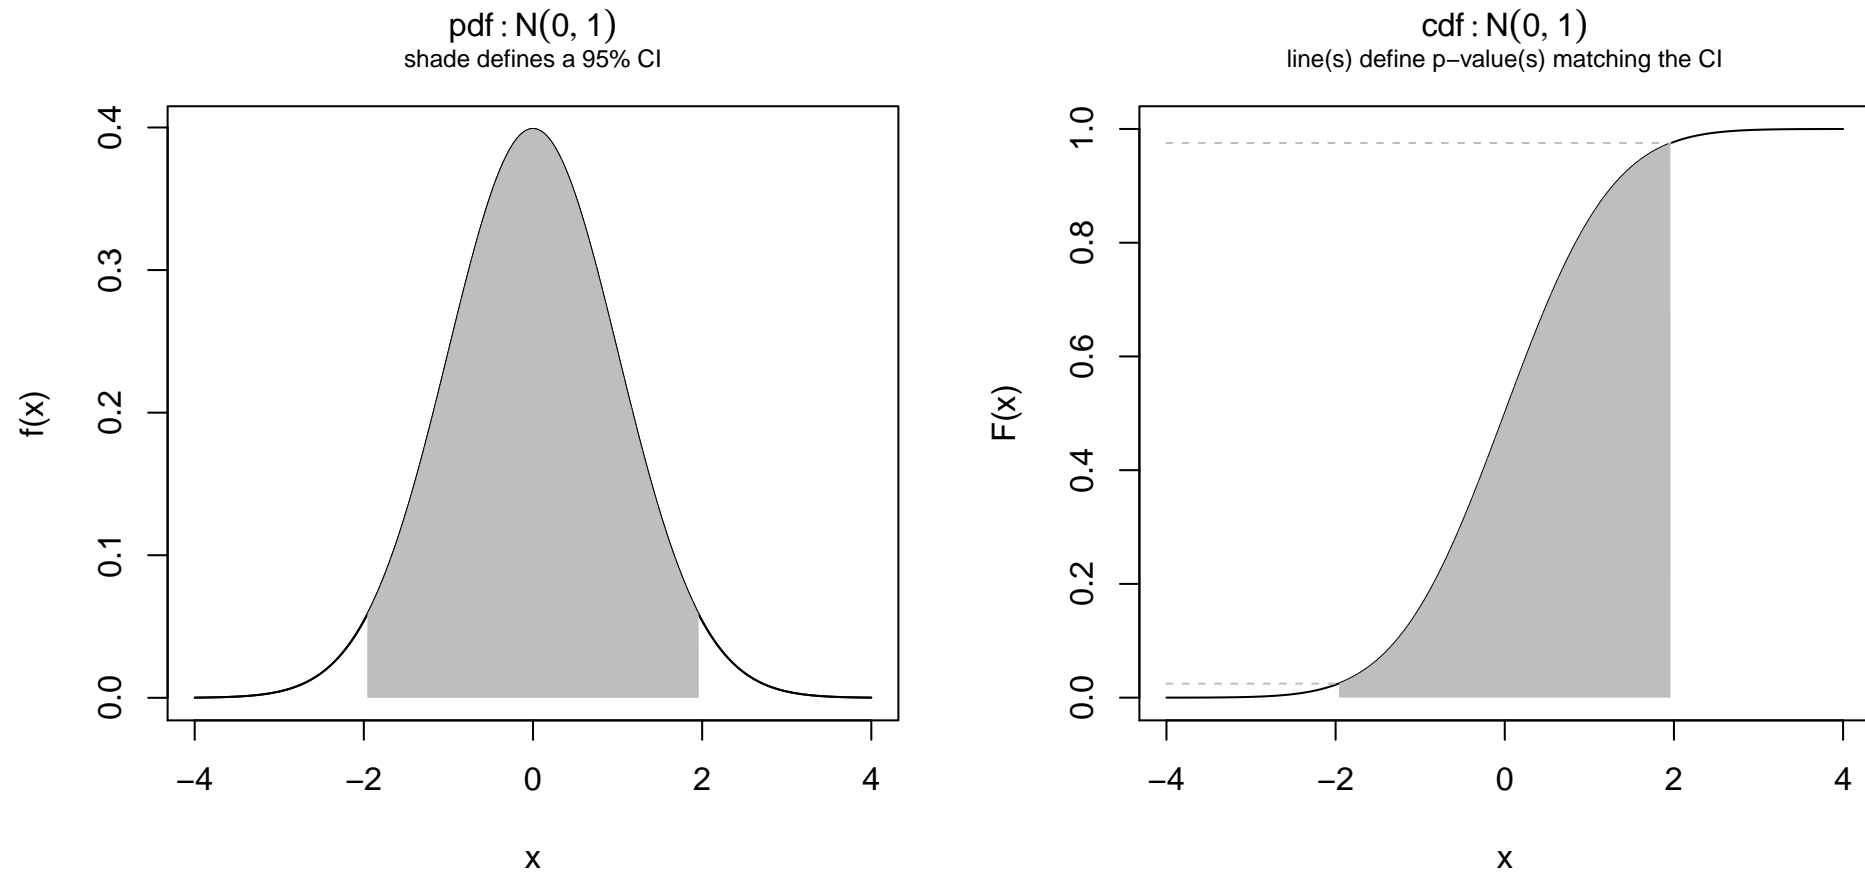 pdf : N(0, 1)
shade defines a 95% CI
f(x)
0.4
0.3
0.2
0.1
0.0
−4
−2
0
2
4
x
cdf : N(0, 1)
line(s) define p−value(s) matching the CI
F(x)
1.0
0.8
0.6
0.4
0.2
0.0
−4
−2
0
2
4
x